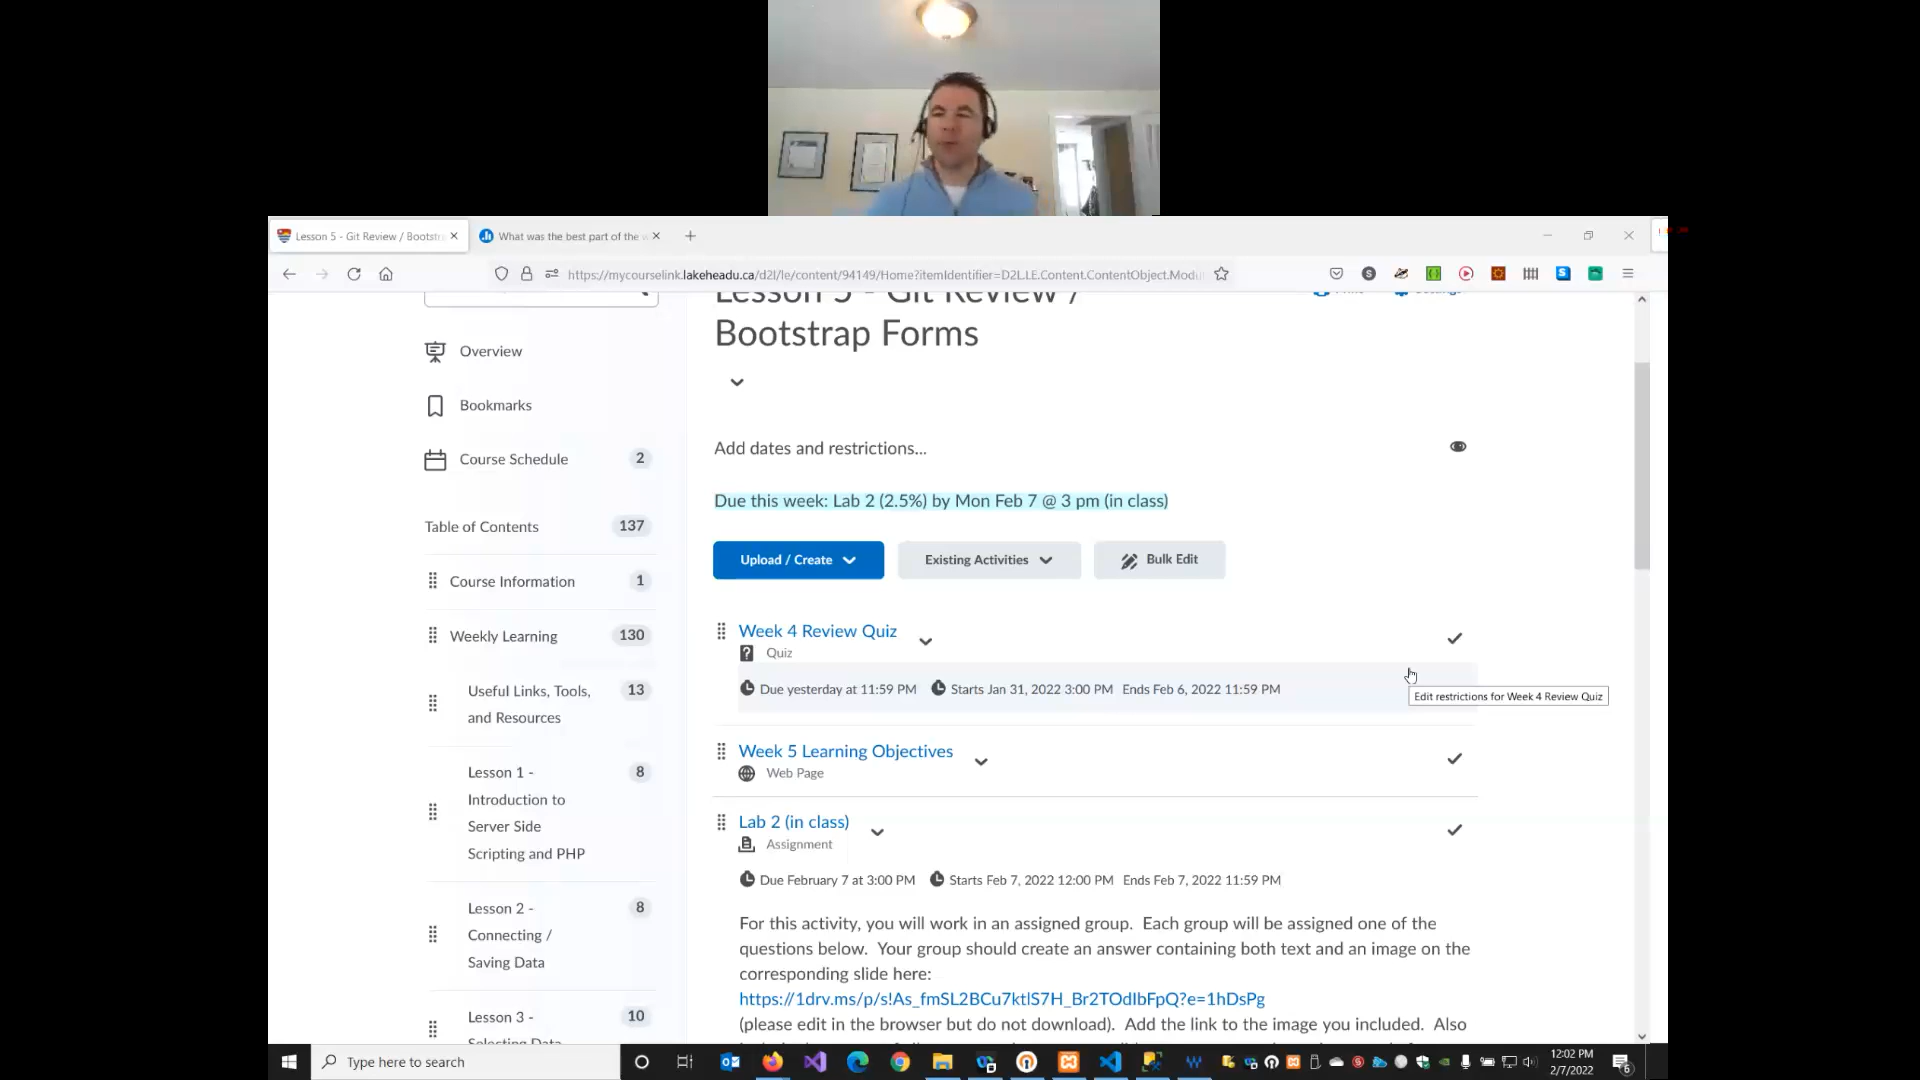 Lesson 5 - Git Review / Bootstr
What was the best part of the w
https://mycourselink.lakeheadu.ca/d2l/le/content/94149/Home?itemIdentifier=D2L.LE.Content.ContentObject.Modu
Lesson 5 - Git Review /
Bootstrap Forms
Overview
Bookmarks
Course Schedule 2
Table of Contents 137
Course Information 1
Weekly Learning 130
Useful Links, Tools, 13
and Resources
Lesson 1 - 8
Introduction to
Server Side
Scripting and PHP
Lesson 2 - 8
Connecting /
Saving Data
Lesson 3 - 10
Selecting Data
Add dates and restrictions...
Due this week: Lab 2 (2.5%) by Mon Feb 7 @ 3 pm (in class)
Upload / Create
Existing Activities
Bulk Edit
Week 4 Review Quiz
Quiz
Due yesterday at 11:59 PM Starts Jan 31, 2022 3:00 PM Ends Feb 6, 2022 11:59 PM
Edit restrictions for Week 4 Review Quiz
Week 5 Learning Objectives
Web Page
Lab 2 (in class)
Assignment
Due February 7 at 3:00 PM Starts Feb 7, 2022 12:00 PM Ends Feb 7, 2022 11:59 PM
For this activity, you will work in an assigned group. Each group will be assigned one of the
questions below. Your group should create an answer containing both text and an image on the
corresponding slide here:
https://1drv.ms/p/s!As_fmSL2BCu7ktlS7H_Br2TOdIbFpQ?e=1hDsPg
(please edit in the browser but do not download). Add the link to the image you included. Also
Type here to search
12:02 PM
2/7/2022
6